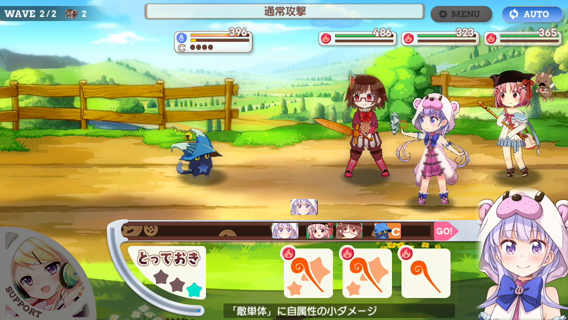 WAVE 2/2 2
通常攻撃
MENU
AUTO
396
C
486
323
365
C
GO!
とっておき
SUPPORT
「敵単体」に自属性の小ダメージ